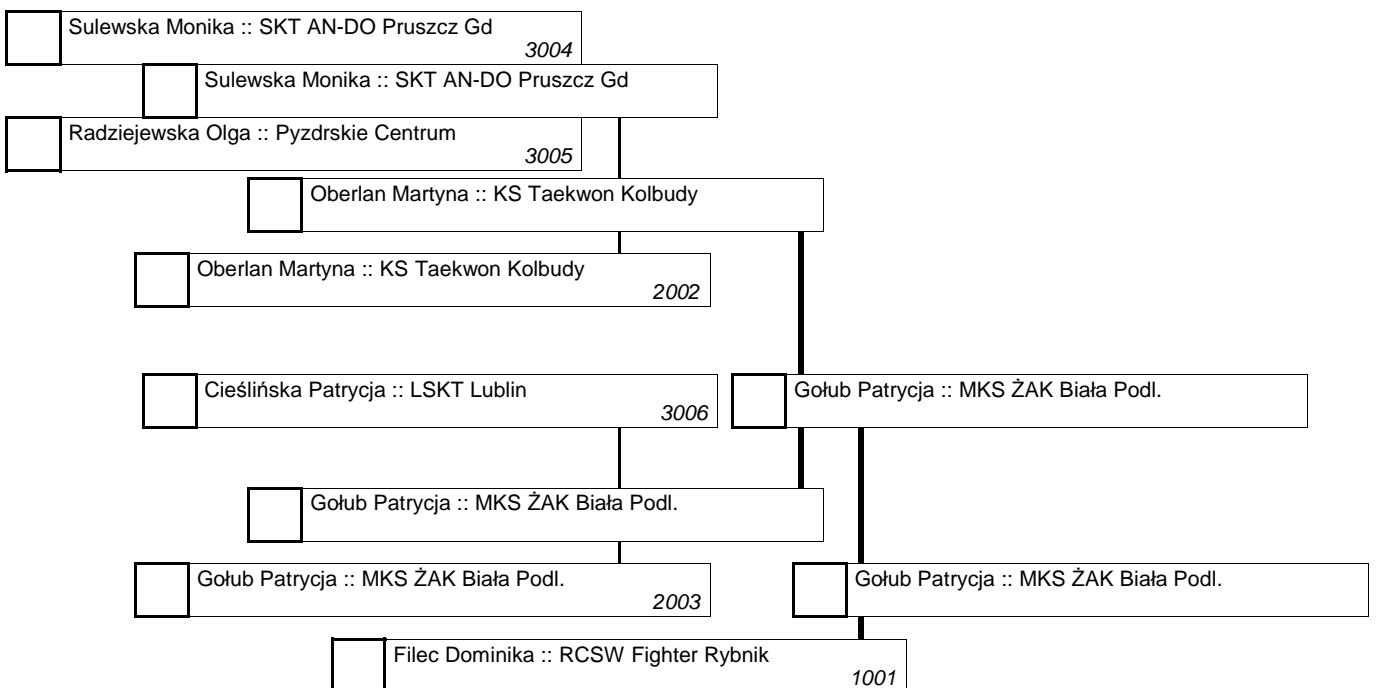 Sulewska Monika :: SKT AN-DO Pruszcz Gd
3004
Sulewska Monika :: SKT AN-DO Pruszcz Gd
Radziejewska Olga :: Pyzdrskie Centrum
3005
Oberlan Martyna :: KS Taekwon Kolbudy
Oberlan Martyna :: KS Taekwon Kolbudy
2002
Cieślińska Patrycja :: LSKT Lublin
3006
Gołub Patrycja :: MKS ŻAK Biała Podl.
Gołub Patrycja :: MKS ŻAK Biała Podl.
Gołub Patrycja :: MKS ŻAK Biała Podl.
2003
Gołub Patrycja :: MKS ŻAK Biała Podl.
Filec Dominika :: RCSW Fighter Rybnik
1001